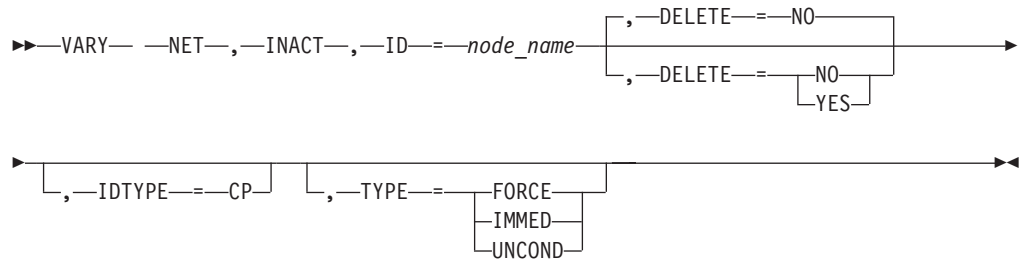 , DELETE = NO
VARY NET , INACT , ID = node_name
, DELETE = NO
YES
, IDTYPE = CP , TYPE = FORCE
IMMED
UNCOND